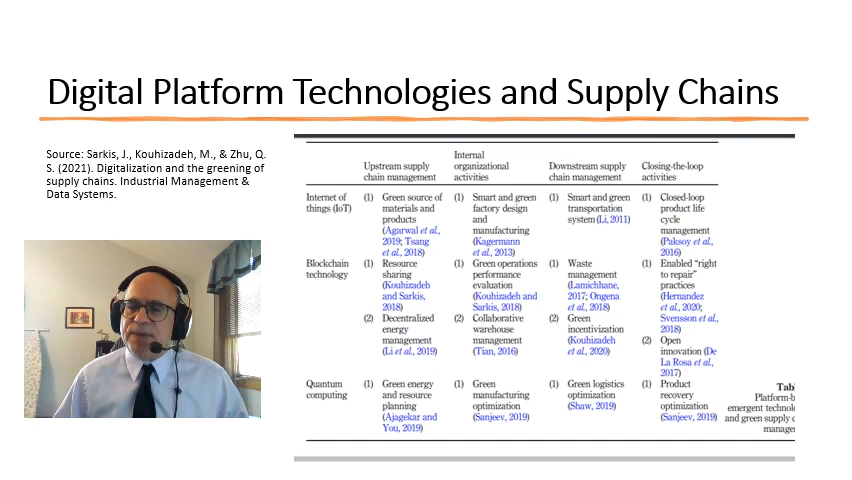 Digital Platform Technologies and Supply Chains
Source: Sarkis, J., Kouhizadeh, M., & Zhu, Q.
S. (2021). Digitalization and the greening of
supply chains. Industrial Management &
Data Systems.
Upstream supply
chain management
Internal
organizational
activities
Downstream supply
chain management
Closing-the-loop
activities
Internet of
things (IoT)
(1) Green source of
materials and
products
(Agarwal et al.,
2019; Tsang
et al., 2018)
(1) Smart and green
factory design
and
manufacturing
(Kagermann
et al., 2013)
(1) Smart and green
transportation
system (Li, 2011)
(1) Closed-loop
product life
cycle
management
(Paksoy et al.,
2016)
Blockchain
technology
(1) Resource
sharing
(Kouhizadeh
and Sarkis,
2018)
(2) Decentralized
energy
management
(Li et al., 2019)
(1) Green operations
performance
evaluation
(Kouhizadeh and
Sarkis, 2018)
(2) Collaborative
warehouse
management
(Tian, 2016)
(1) Waste
management
(Lamichhane,
2017; Ongena
et al., 2018)
(2) Green
incentivization
(Kouhizadeh
et al., 2020)
(1) Enabled “right
to repair”
practices
(Hernandez
et al., 2020;
Svensson et al.,
2018)
(2) Open
innovation (De
La Rosa et al.,
2017)
Quantum
computing
(1) Green energy
and resource
planning
(Ajagekar and
You, 2019)
(1) Green
manufacturing
optimization
(Sanjeev, 2019)
(1) Green logistics
optimization
(Shaw, 2019)
(1) Product
recovery
optimization
(Sanjeev, 2019)
Tab
Platform-b
emergent technolo
and green supply c
manage